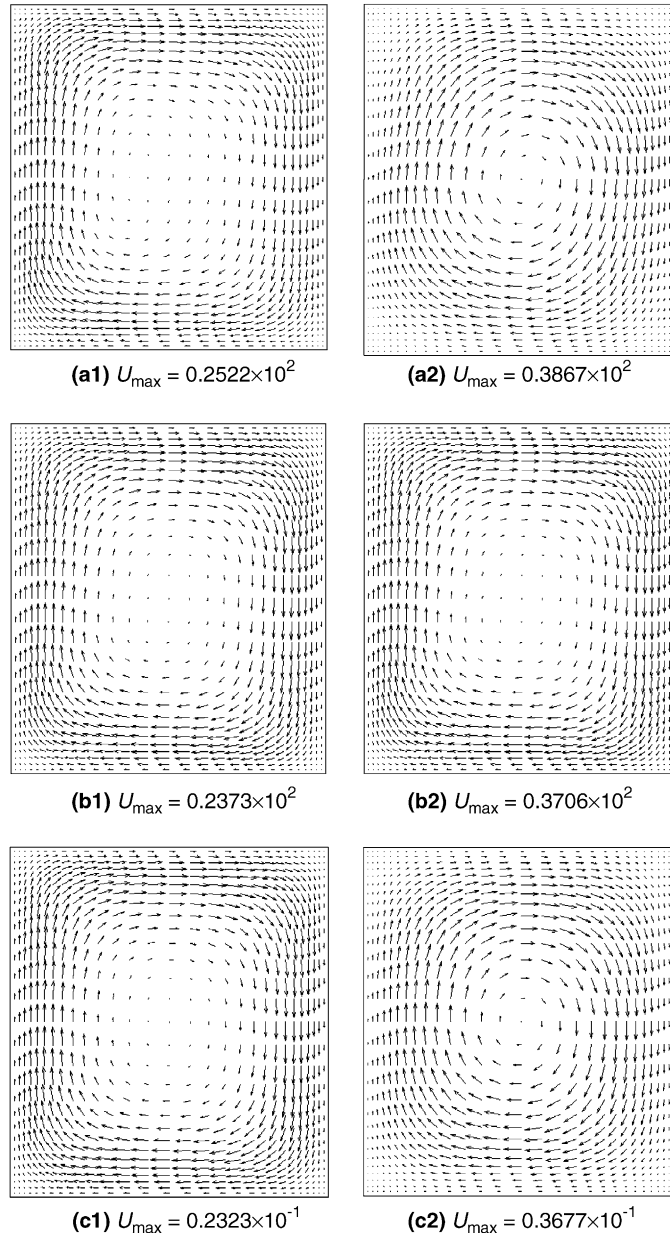 (a1) U_max = 0.2522×10^2
(a2) U_max = 0.3867×10^2
(b1) U_max = 0.2373×10^2
(b2) U_max = 0.3706×10^2
(c1) U_max = 0.2323×10^-1
(c2) U_max = 0.3677×10^-1